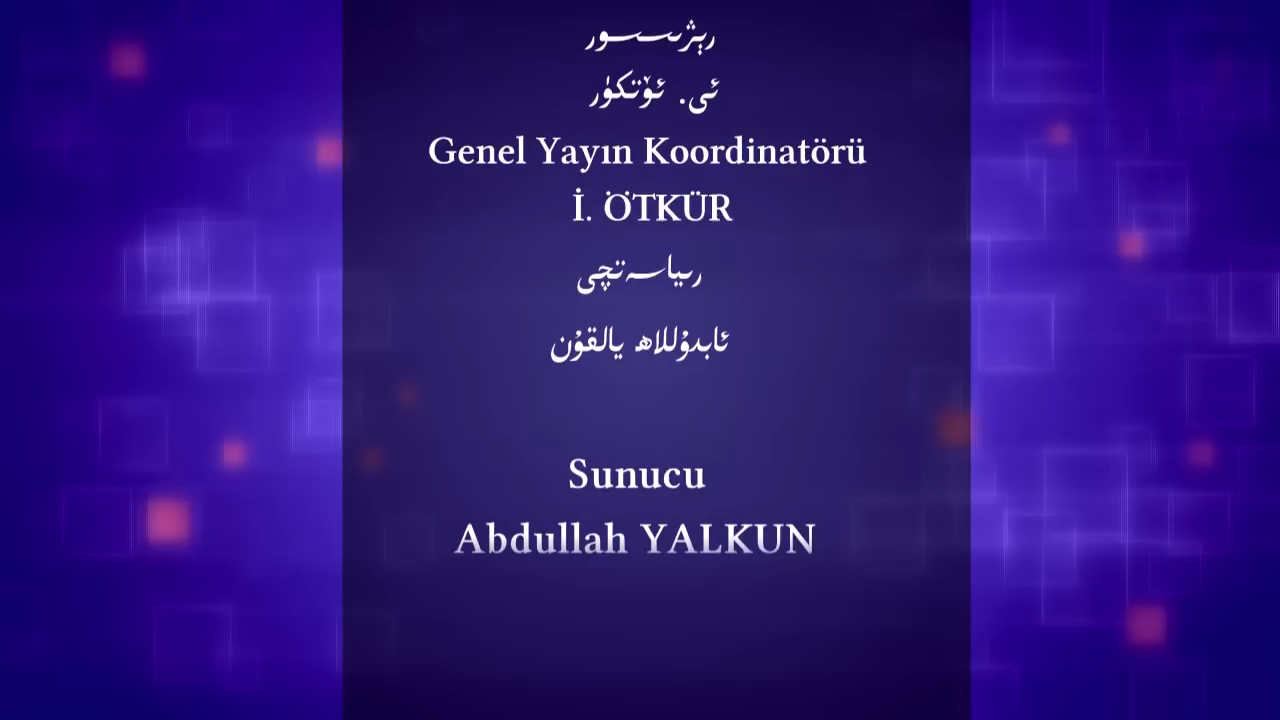 رېژىسسور
ئى. ئۆتكۈر
Genel Yayın Koordinatörü
İ. ÖTKÜR
رىياسەتچى
ئابدۇللاھ يالقۇن
Sunucu
Abdullah YALKUN